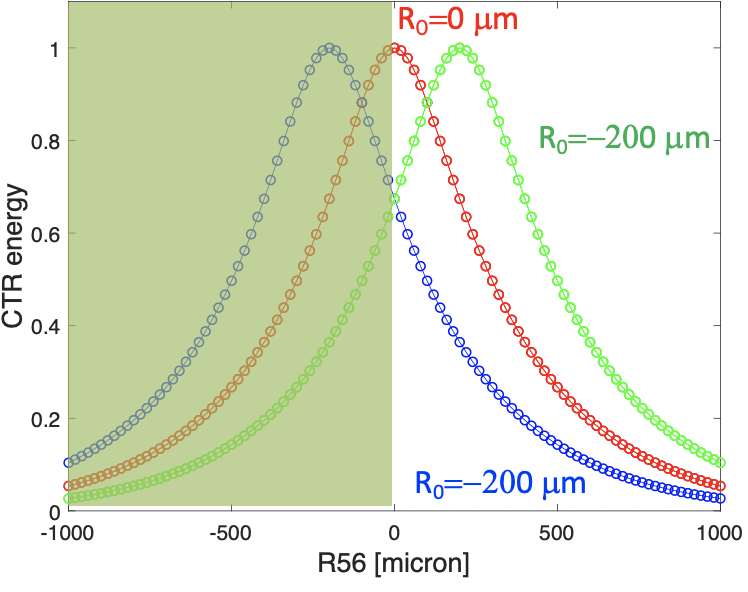 R₀=0 μm
1
R₀=−200 μm
0.8
0.6
CTR energy
0.4
0.2
R₀=−200 μm
0
-1000 -500 0 500 1000
R56 [micron]